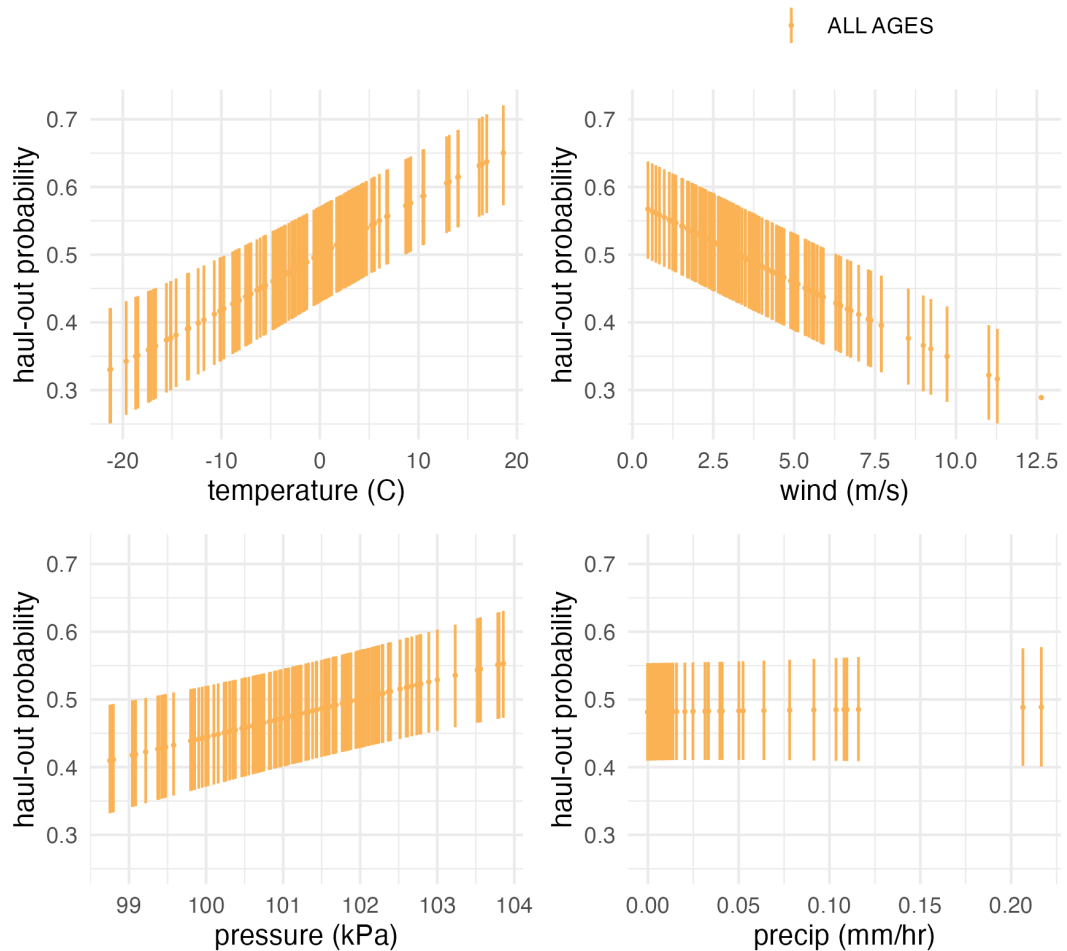 ALL AGES
haul-out probability
0.7
0.6
0.5
0.4
0.3
-20 -10 0 10 20
temperature (C)
haul-out probability
0.7
0.6
0.5
0.4
0.3
0.0 2.5 5.0 7.5 10.0 12.5
wind (m/s)
haul-out probability
0.7
0.6
0.5
0.4
0.3
99 100 101 102 103 104
pressure (kPa)
haul-out probability
0.7
0.6
0.5
0.4
0.3
0.00 0.05 0.10 0.15 0.20
precip (mm/hr)